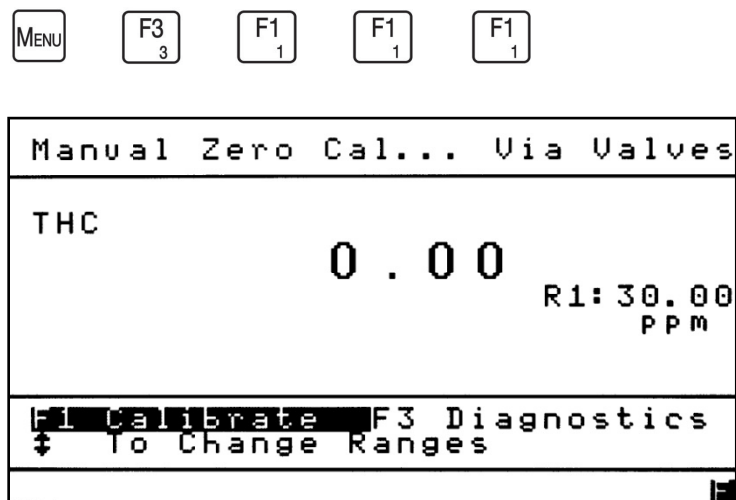 MENU F3 3 F1 1 F1 1 F1 1
Manual Zero Cal... Via Valves
THC
0.00
R1:30.00
ppm
F1 Calibrate F3 Diagnostics
↕ To Change Ranges